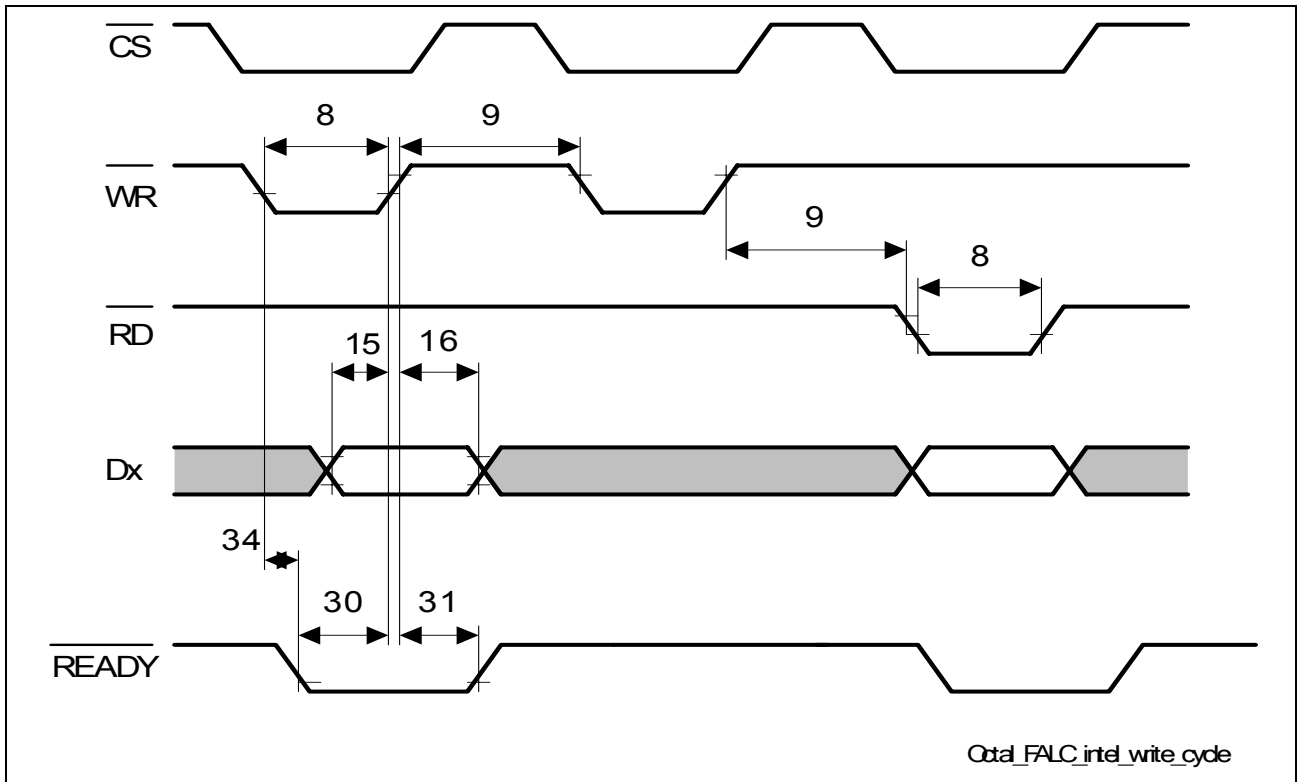 CS
8
9
WR
9
8
RD
15
16
Dx
34
30
31
READY
Octal_FALC_intel_write_cycle